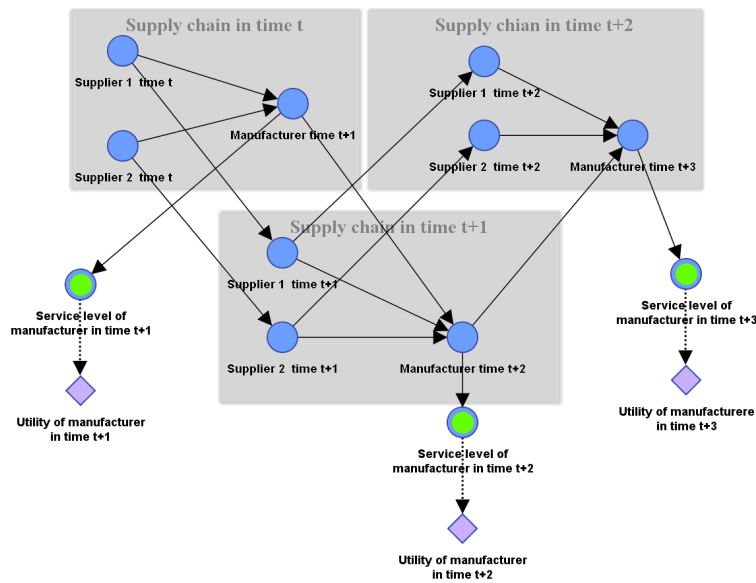 Supply chain in time t
Supplier 1 time t
Manufacturer time t+1
Supplier 2 time t
Supply chian in time t+2
Supplier 1 time t+2
Supplier 2 time t+2
Manufacturer time t+3
Supply chain in time t+1
Supplier 1 time t+1
Supplier 2 time t+1
Manufacturer time t+2
Service level of
manufacturer in time t+1
Utility of manufacturer
in time t+1
Service level of
manufacturer in time t+3
Utility of manufacturere
in time t+3
Service level of
manufacturer in time t+2
Utility of manufacturer
in time t+2